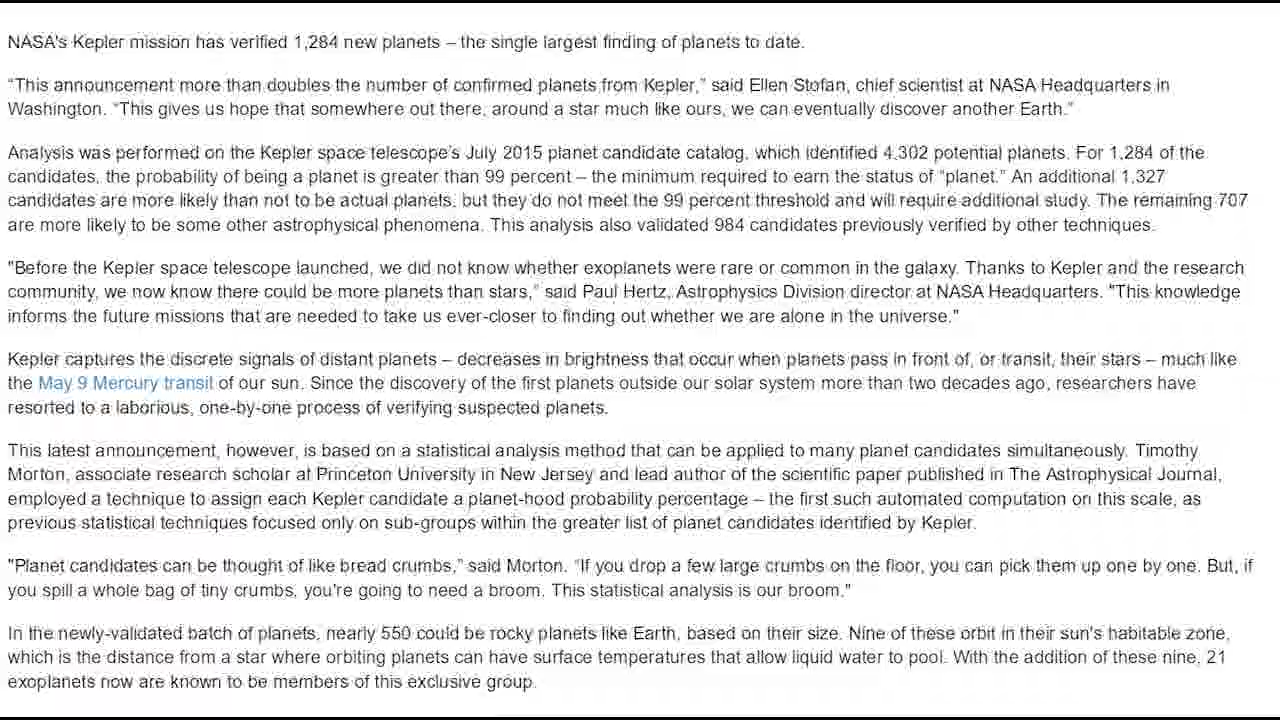 NASA's Kepler mission has verified 1,284 new planets – the single largest finding of planets to date.
“This announcement more than doubles the number of confirmed planets from Kepler,” said Ellen Stofan, chief scientist at NASA Headquarters in
Washington. “This gives us hope that somewhere out there, around a star much like ours, we can eventually discover another Earth.”
Analysis was performed on the Kepler space telescope’s July 2015 planet candidate catalog, which identified 4,302 potential planets. For 1,284 of the
candidates, the probability of being a planet is greater than 99 percent – the minimum required to earn the status of “planet.” An additional 1,327
candidates are more likely than not to be actual planets, but they do not meet the 99 percent threshold and will require additional study. The remaining 707
are more likely to be some other astrophysical phenomena. This analysis also validated 984 candidates previously verified by other techniques.
"Before the Kepler space telescope launched, we did not know whether exoplanets were rare or common in the galaxy. Thanks to Kepler and the research
community, we now know there could be more planets than stars,” said Paul Hertz, Astrophysics Division director at NASA Headquarters. "This knowledge
informs the future missions that are needed to take us ever-closer to finding out whether we are alone in the universe."
Kepler captures the discrete signals of distant planets – decreases in brightness that occur when planets pass in front of, or transit, their stars – much like
the May 9 Mercury transit of our sun. Since the discovery of the first planets outside our solar system more than two decades ago, researchers have
resorted to a laborious, one-by-one process of verifying suspected planets.
This latest announcement, however, is based on a statistical analysis method that can be applied to many planet candidates simultaneously. Timothy
Morton, associate research scholar at Princeton University in New Jersey and lead author of the scientific paper published in The Astrophysical Journal,
employed a technique to assign each Kepler candidate a planet-hood probability percentage – the first such automated computation on this scale, as
previous statistical techniques focused only on sub-groups within the greater list of planet candidates identified by Kepler.
"Planet candidates can be thought of like bread crumbs,” said Morton. “If you drop a few large crumbs on the floor, you can pick them up one by one. But, if
you spill a whole bag of tiny crumbs, you're going to need a broom. This statistical analysis is our broom."
In the newly-validated batch of planets, nearly 550 could be rocky planets like Earth, based on their size. Nine of these orbit in their sun's habitable zone,
which is the distance from a star where orbiting planets can have surface temperatures that allow liquid water to pool. With the addition of these nine, 21
exoplanets now are known to be members of this exclusive group.